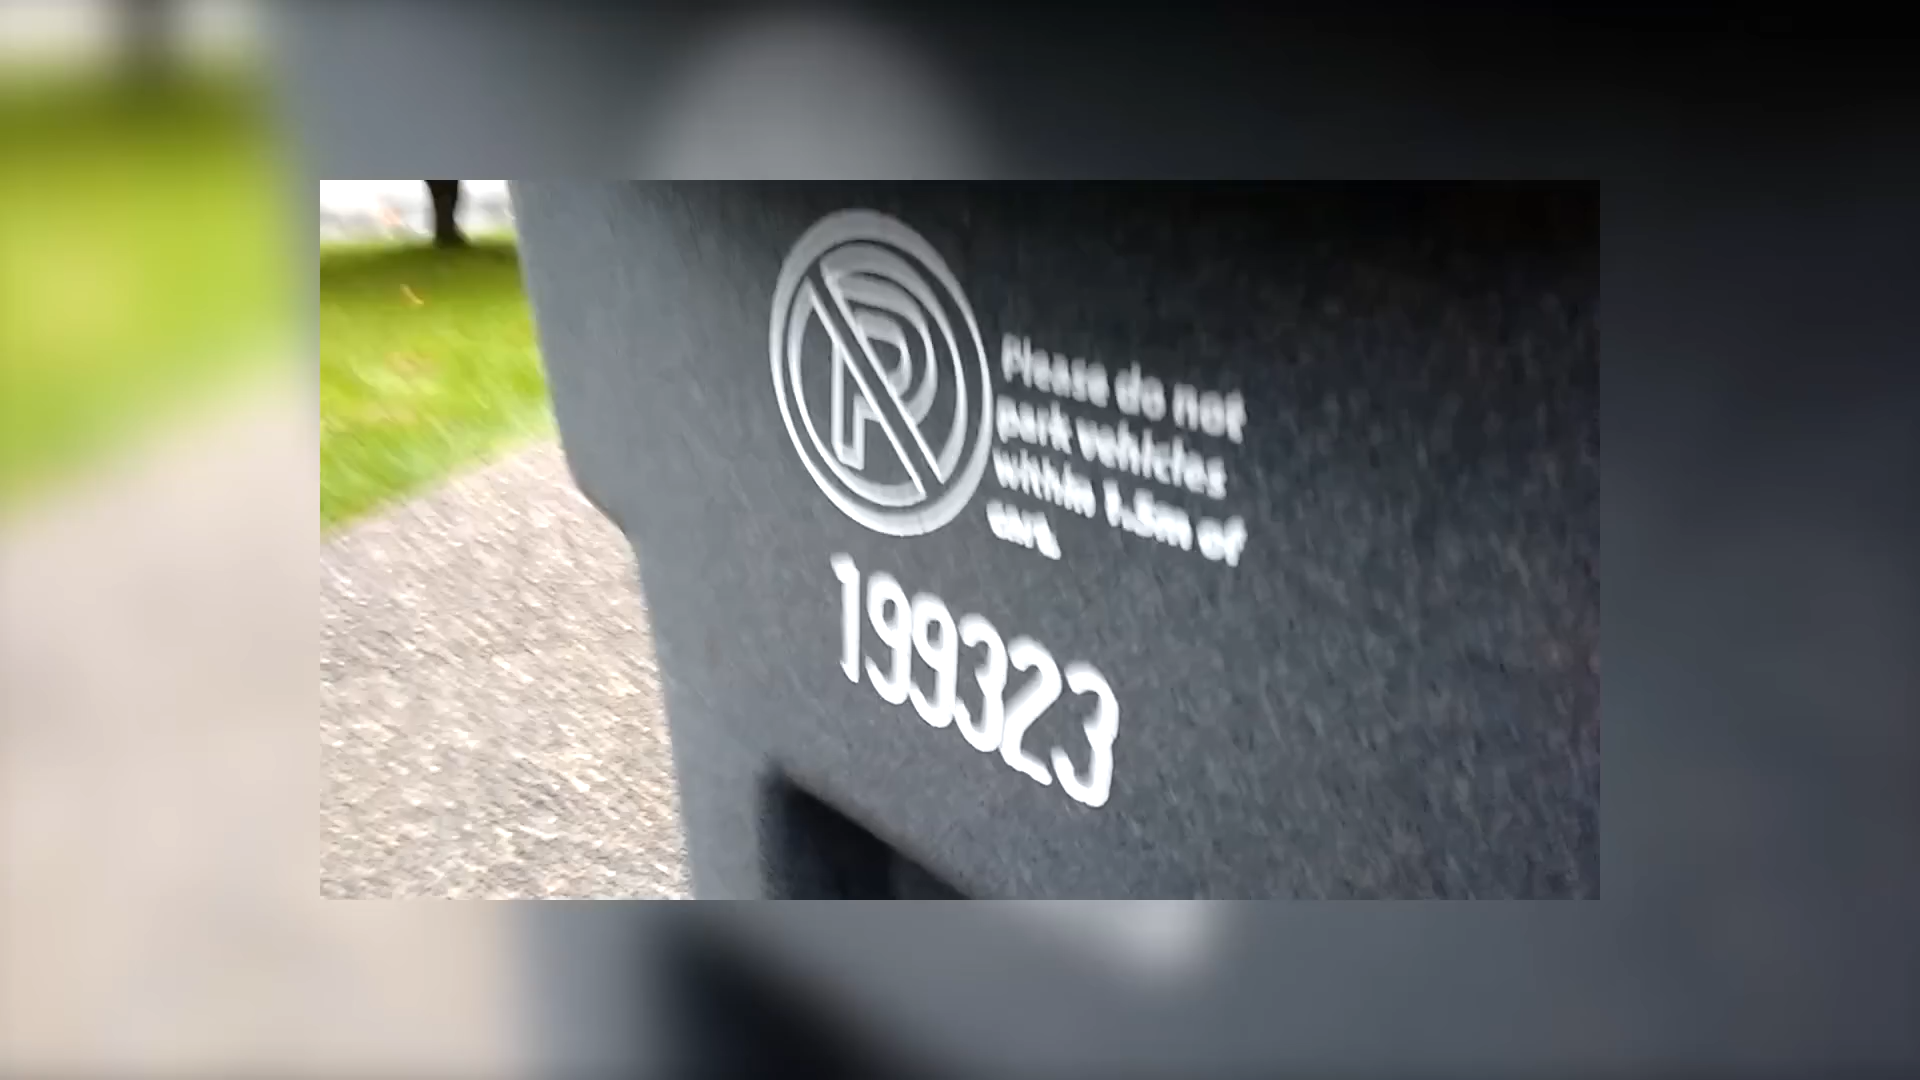 P
Please do not
park vehicles
within 1.5m of
cart.
199323